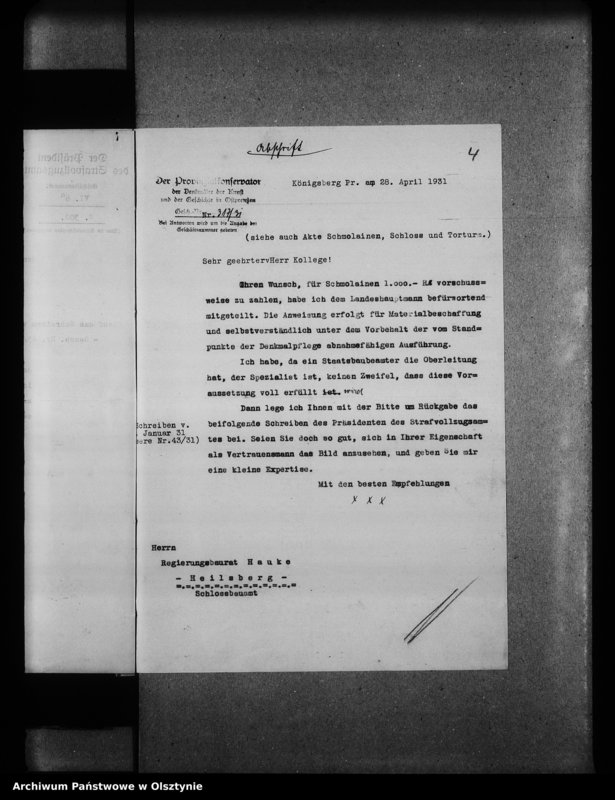 Abschrift
4
Der Provinzialkonservator
der Denkmäler der Kunst
und der Geschichte in Ostpreußen
Gesch. Nr. 317/31
Bei Antworten wird um die Angabe der
Geschäftsnummer gebeten
Königsberg Pr. am 28. April 1931
(siehe auch Akte Schmolainen, Schloss und Torturm.)
Sehr geehrter Herr Kollege!
Ihren Wunsch, für Schmolainen 1.000.- RM vorschuss=
weise zu zahlen, habe ich dem Landeshauptmann befürwortend
mitgeteilt. Die Anweisung erfolgt für Materialbeschaffung
und selbstverständlich unter dem Vorbehalt der vom Stand=
punkte der Denkmalpflege abnahmefähigen Ausführung.
Ich habe, da ein Staatsbaubeamter die Oberleitung
hat, der Spezialist ist, keinen Zweifel, dass diese Vor=
aussetzung voll erfüllt ist. wird
Dann lege ich Ihnen mit der Bitte um Rückgabe das
beifolgende Schreiben des Präsidenten des Strafvollzugsam=
tes bei. Seien Sie doch so gut, sich in Ihrer Eigenschaft
als Vertrauensmann das Bild anzusehen, und geben Sie mir
eine kleine Expertise.
Schreiben v.
Januar 31
Nr.43/31)
Mit den besten Empfehlungen
x x x
Herrn
Regierungsbaurat H a u k e
- H e i l s b e r g -
=.=.=.=.=.=.=.=.=.=.=.=
Schlossbauamt
Archiwum Państwowe w Olsztynie